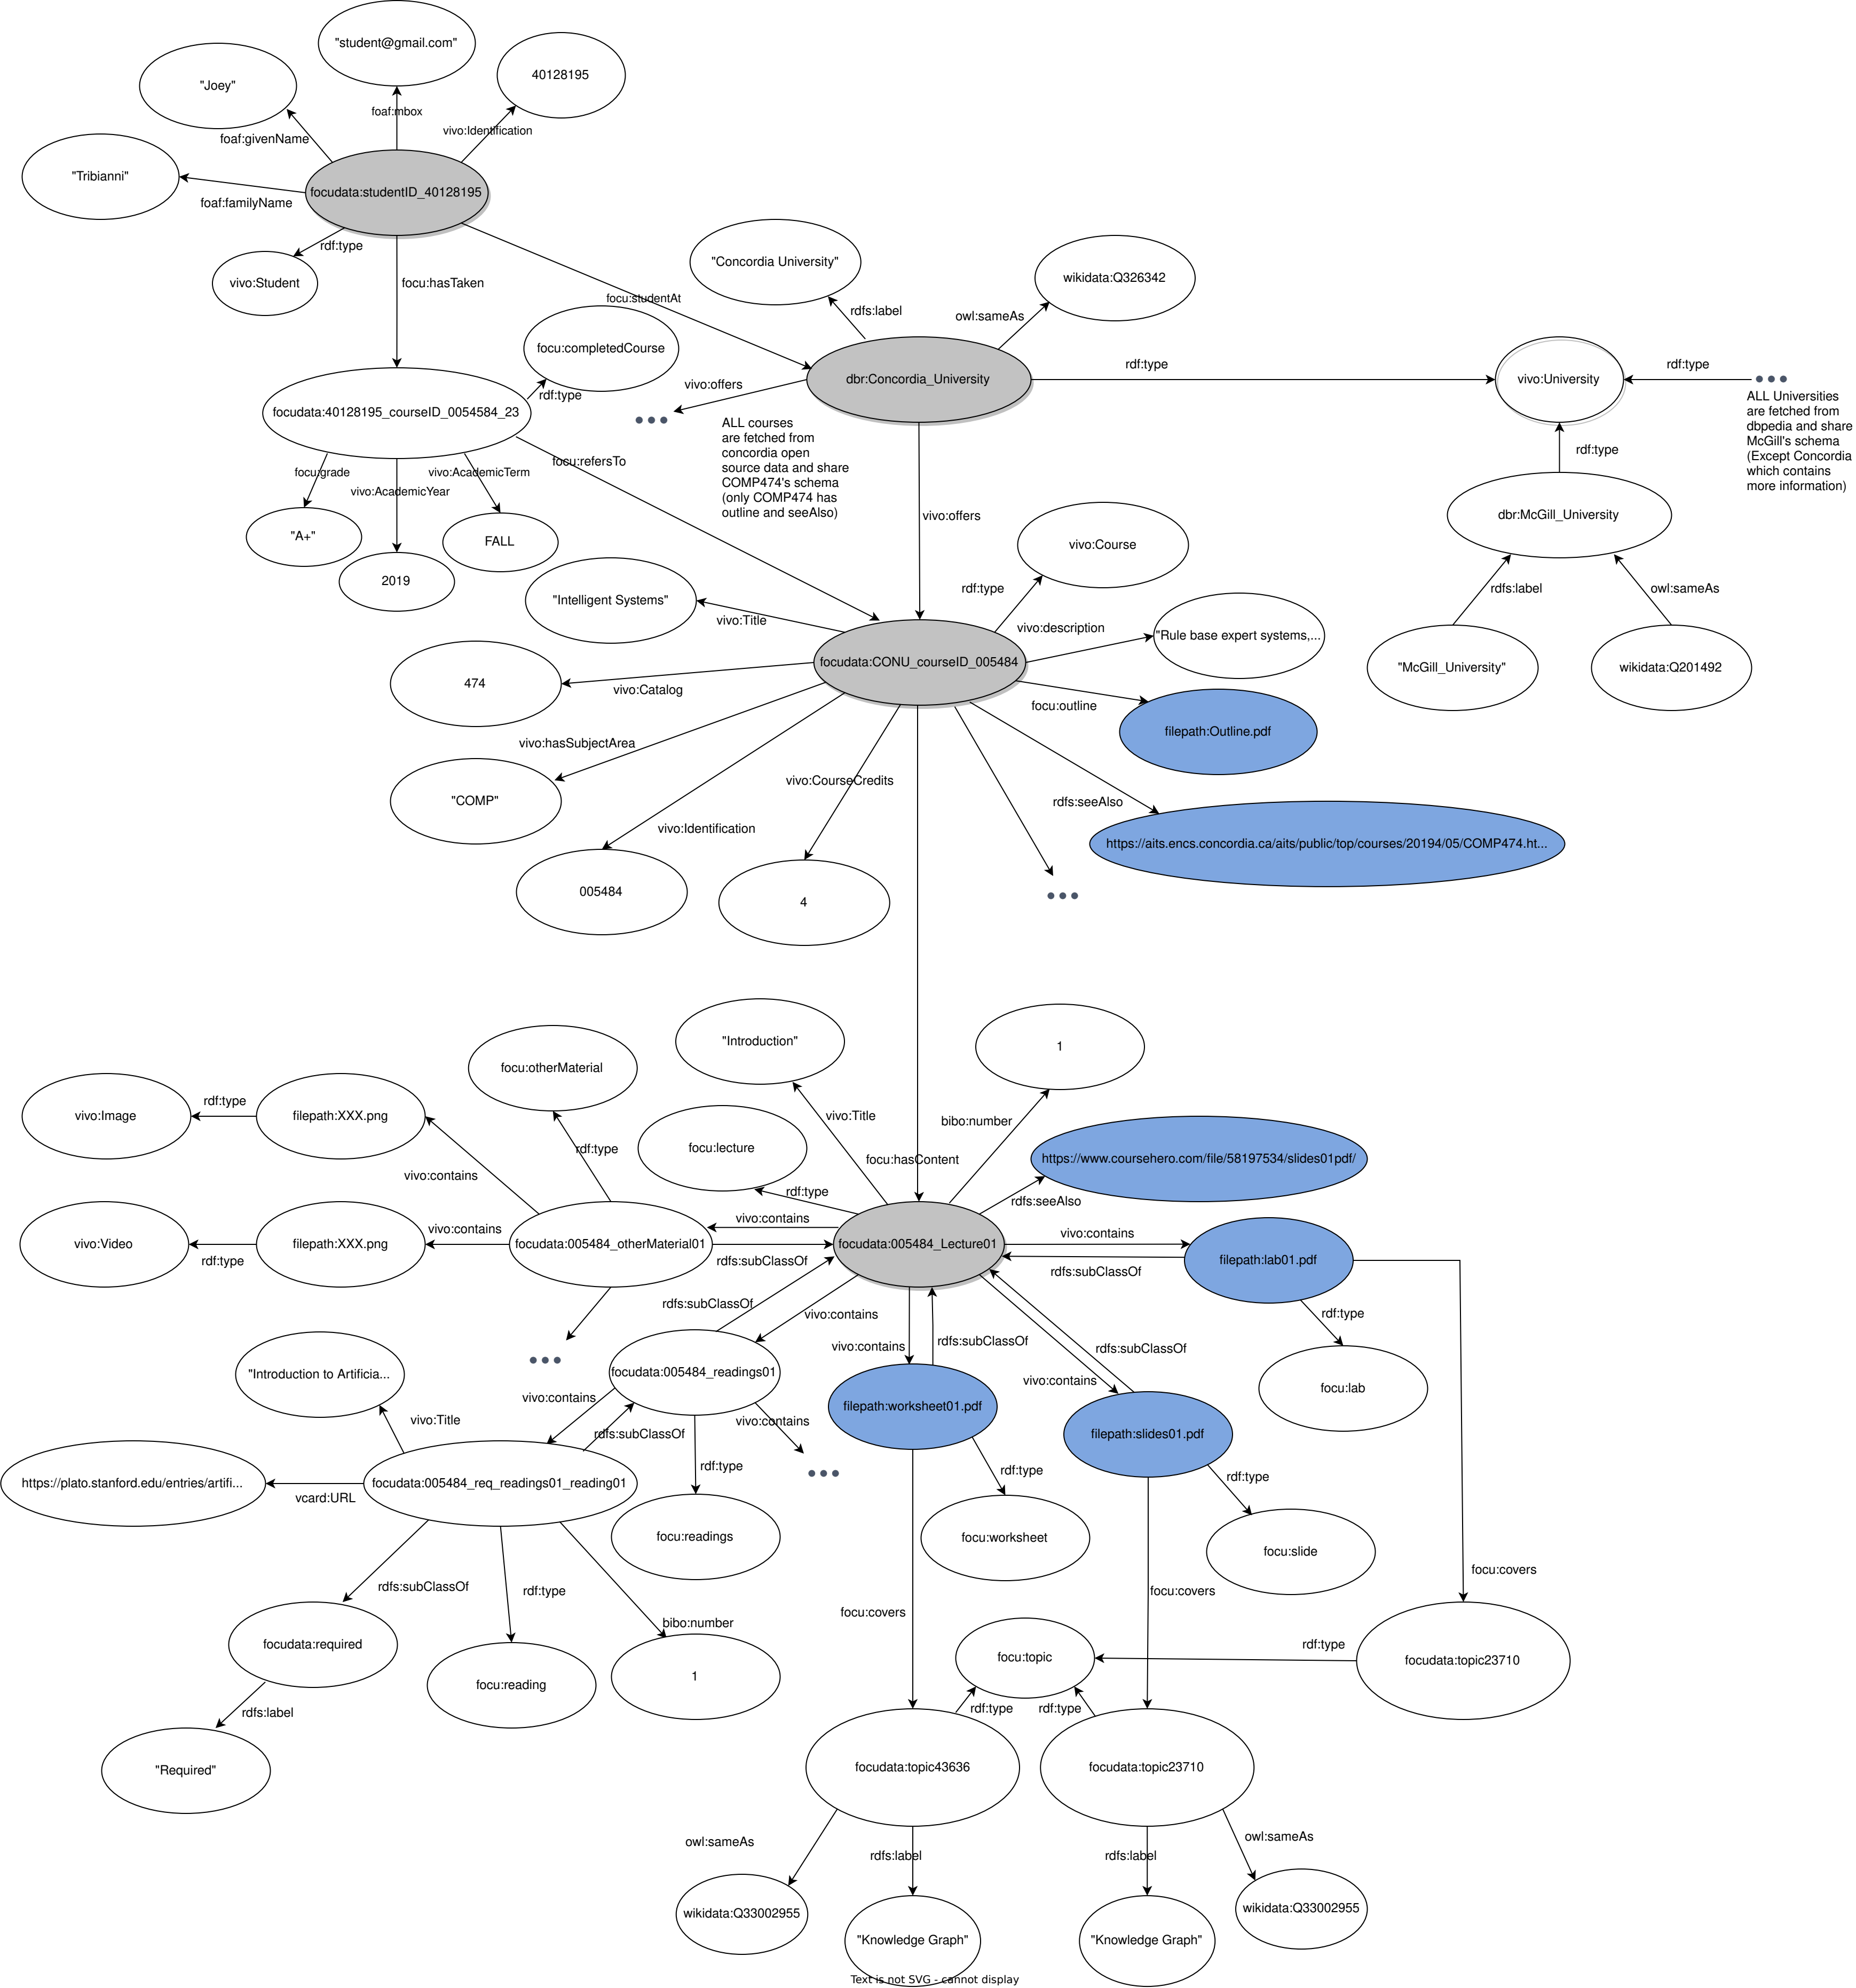 "student@gmail.com"
40128195
"Joey"
foaf:mbox
vivo:Identification
foaf:givenName
"Tribianni"
focudata:studentID_40128195
foaf:familyName
rdf:type
vivo:Student
focu:hasTaken
focu:studentAt
"Concordia University"
wikidata:Q326342
rdfs:label
owl:sameAs
focu:completedCourse
rdf:type
vivo:offers
dbr:Concordia_University
rdf:type
vivo:University
rdf:type
ALL Universities
are fetched from
dbpedia and share
McGill's schema
(Except Concordia
which contains
more information)
focudata:40128195_courseID_0054584_23
ALL courses
are fetched from
concordia open
source data and share
COMP474's schema
(only COMP474 has
outline and seeAlso)
rdf:type
focu:grade
vivo:AcademicYear
vivo:AcademicTerm
focu:refersTo
"A+"
2019
FALL
vivo:offers
dbr:McGill_University
vivo:Course
rdf:type
rdfs:label
owl:sameAs
"Intelligent Systems"
vivo:Title
vivo:description
"Rule base expert systems,...
"McGill_University"
wikidata:Q201492
focudata:CONU_courseID_005484
474
vivo:Catalog
focu:outline
filepath:Outline.pdf
vivo:hasSubjectArea
vivo:CourseCredits
"COMP"
vivo:Identification
rdfs:seeAlso
https://aits.encs.concordia.ca/aits/public/top/courses/20194/05/COMP474.ht...
005484
4
"Introduction"
1
focu:otherMaterial
vivo:Image
rdf:type
filepath:XXX.png
vivo:Title
bibo:number
rdf:type
focu:lecture
focu:hasContent
https://www.coursehero.com/file/58197534/slides01pdf/
vivo:contains
rdf:type
rdfs:seeAlso
vivo:contains
vivo:contains
vivo:contains
vivo:Video
rdf:type
filepath:XXX.png
focudata:005484_otherMaterial01
rdfs:subClassOf
focudata:005484_Lecture01
rdfs:subClassOf
filepath:lab01.pdf
rdfs:subClassOf
vivo:contains
rdf:type
vivo:contains
rdfs:subClassOf
rdfs:subClassOf
vivo:contains
focu:lab
"Introduction to Artificia...
focudata:005484_readings01
vivo:contains
filepath:worksheet01.pdf
filepath:slides01.pdf
vivo:Title
rdfs:subClassOf
vivo:contains
https://plato.stanford.edu/entries/artifi...
vcard:URL
focudata:005484_req_readings01_reading01
rdf:type
rdf:type
rdf:type
focu:readings
focu:worksheet
focu:slide
rdfs:subClassOf
rdf:type
bibo:number
focu:covers
focu:covers
focu:covers
focudata:required
focu:reading
1
focu:topic
rdf:type
focudata:topic23710
rdfs:label
rdf:type
rdf:type
"Required"
focudata:topic43636
focudata:topic23710
owl:sameAs
rdfs:label
rdfs:label
owl:sameAs
wikidata:Q33002955
"Knowledge Graph"
"Knowledge Graph"
wikidata:Q33002955
Text is not SVG - cannot display